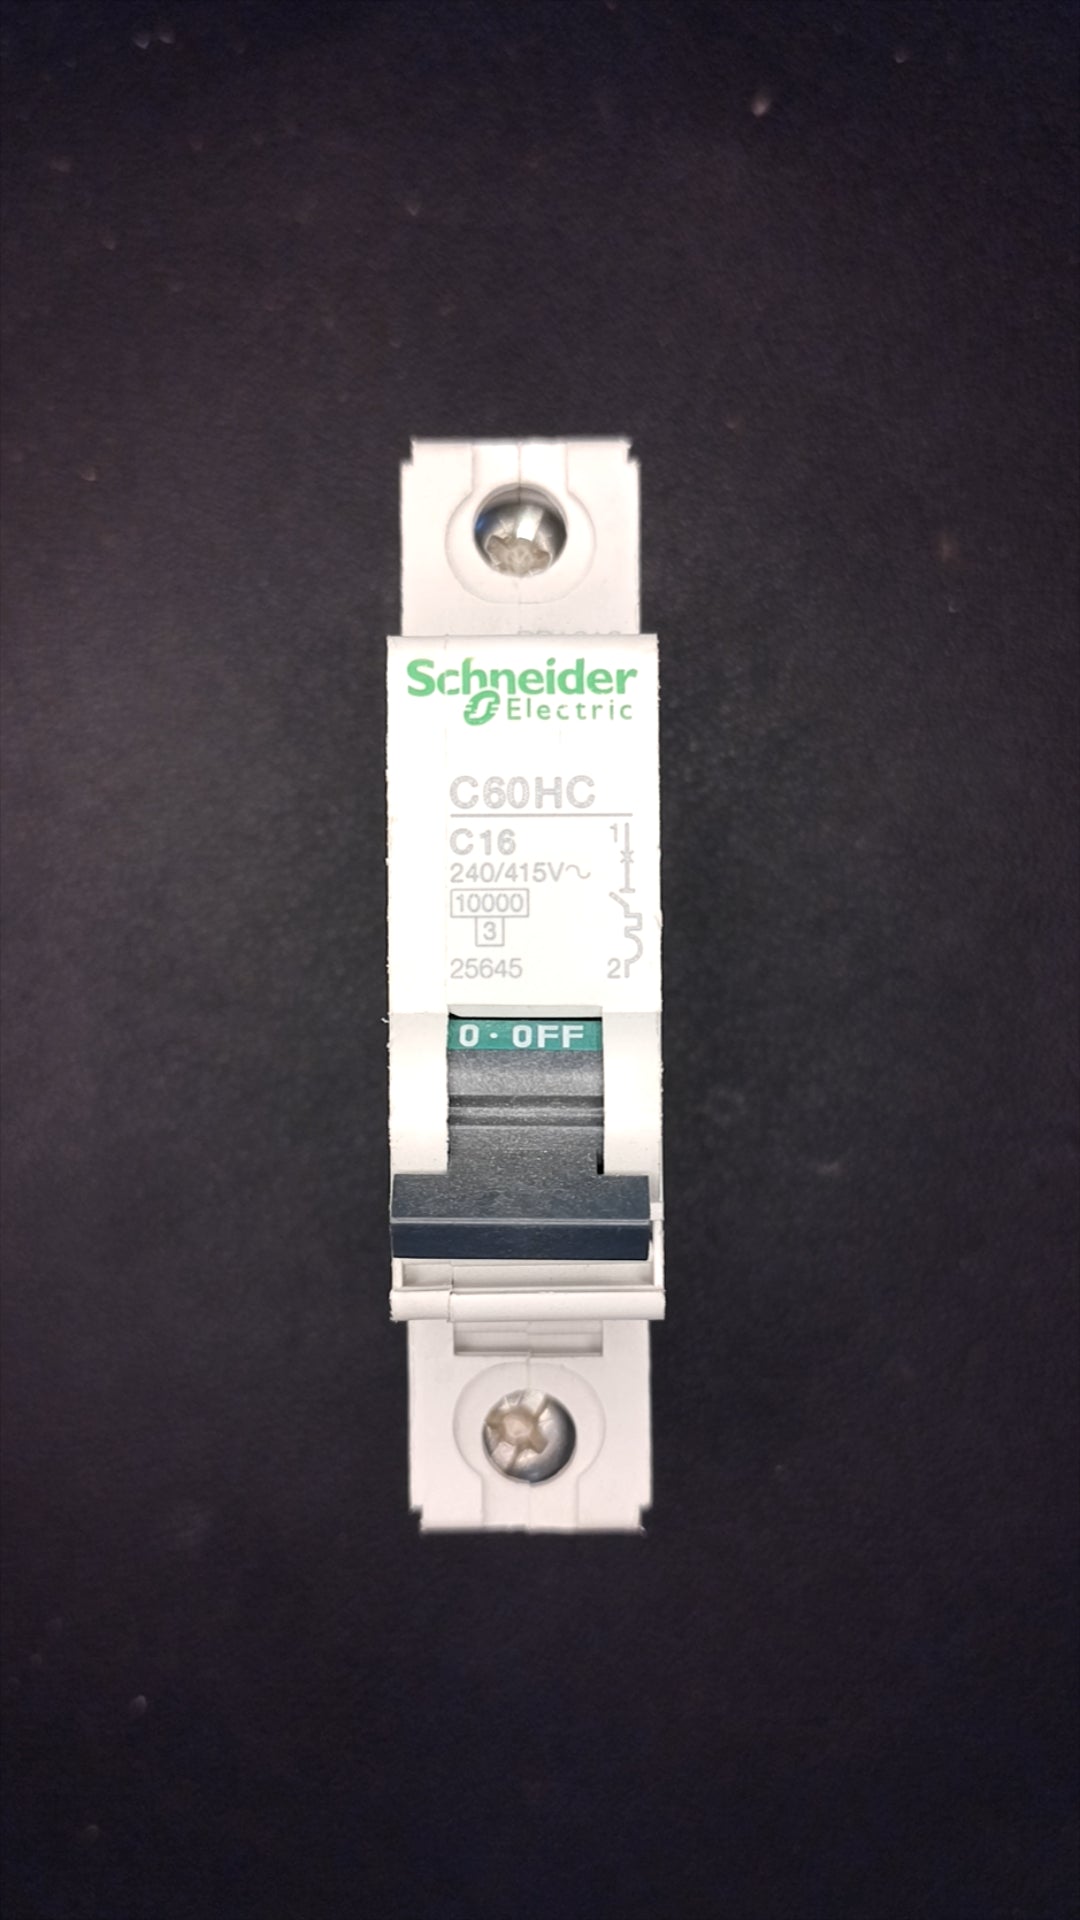 Schneider
Electric
C60HC
C16
1
240/415V~
10000
3
25645
2
0 · OFF